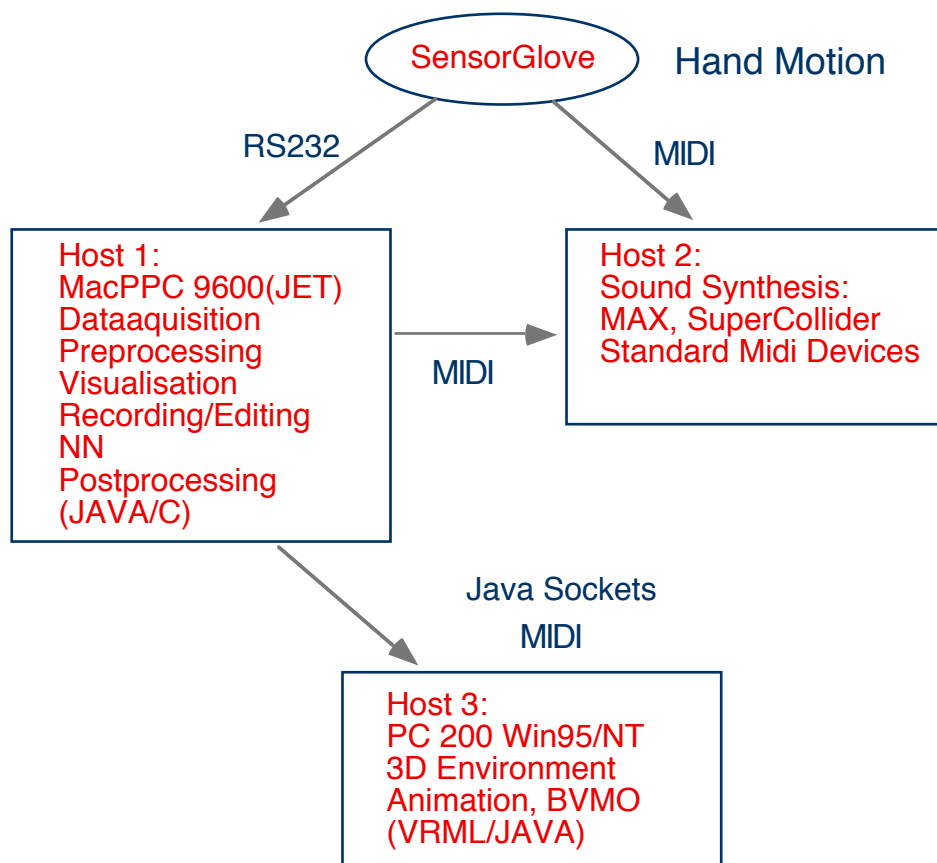 SensorGlove
Hand Motion
RS232
MIDI
Host 1:
MacPPC 9600(JET)
Dataaquisition
Preprocessing
Visualisation
Recording/Editing
NN
Postprocessing
(JAVA/C)
MIDI
Host 2:
Sound Synthesis:
MAX, SuperCollider
Standard Midi Devices
Java Sockets
MIDI
Host 3:
PC 200 Win95/NT
3D Environment
Animation, BVMO
(VRML/JAVA)